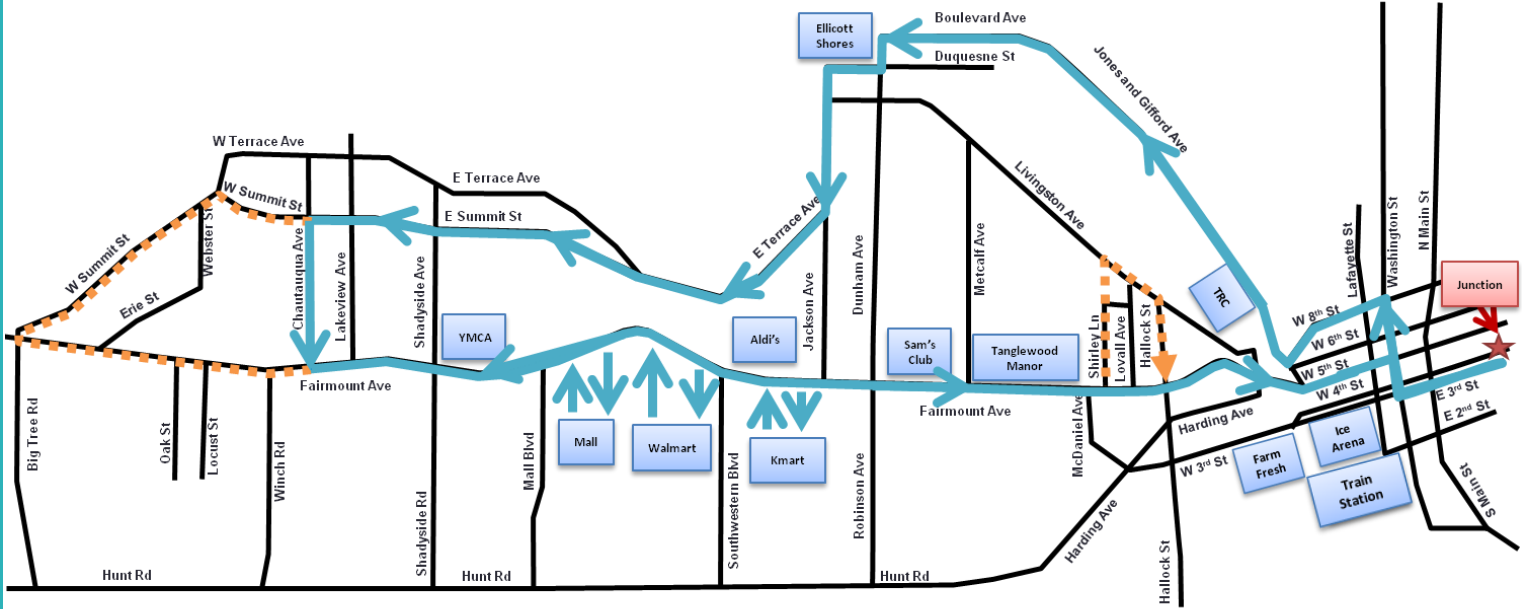 Boulevard Ave
Ellicott
Shores
Duquesne St
Jones and Gifford Ave
W Terrace Ave
E Terrace Ave
W Summit St
E Summit St
Livingston Ave
E Terrace Ave
W Summit St
Webster St
Erie St
Chautauqua Ave
Lakeview Ave
Shadyside Ave
Jackson Ave
Dunham Ave
Metcalf Ave
Lafayette St
Washington St
N Main St
Junction
TRC
W 8th St
W 6th St
W 5th St
W 4th St
E 3rd St
E 2nd St
YMCA
Aldi's
Sam's
Club
Tanglewood
Manor
Shirley Ln
Lovall Ave
Hallock St
Fairmount Ave
Fairmount Ave
Big Tree Rd
Oak St
Locust St
Winch Rd
Shadyside Rd
Mall Blvd
Mall
Walmart
Southwestern Blvd
Kmart
Robinson Ave
McDaniel Ave
Harding Ave
W 3rd St
Farm
Fresh
Ice
Arena
Train
Station
S Main St
Harding Ave
Hallock St
Hunt Rd
Hunt Rd
Hunt Rd